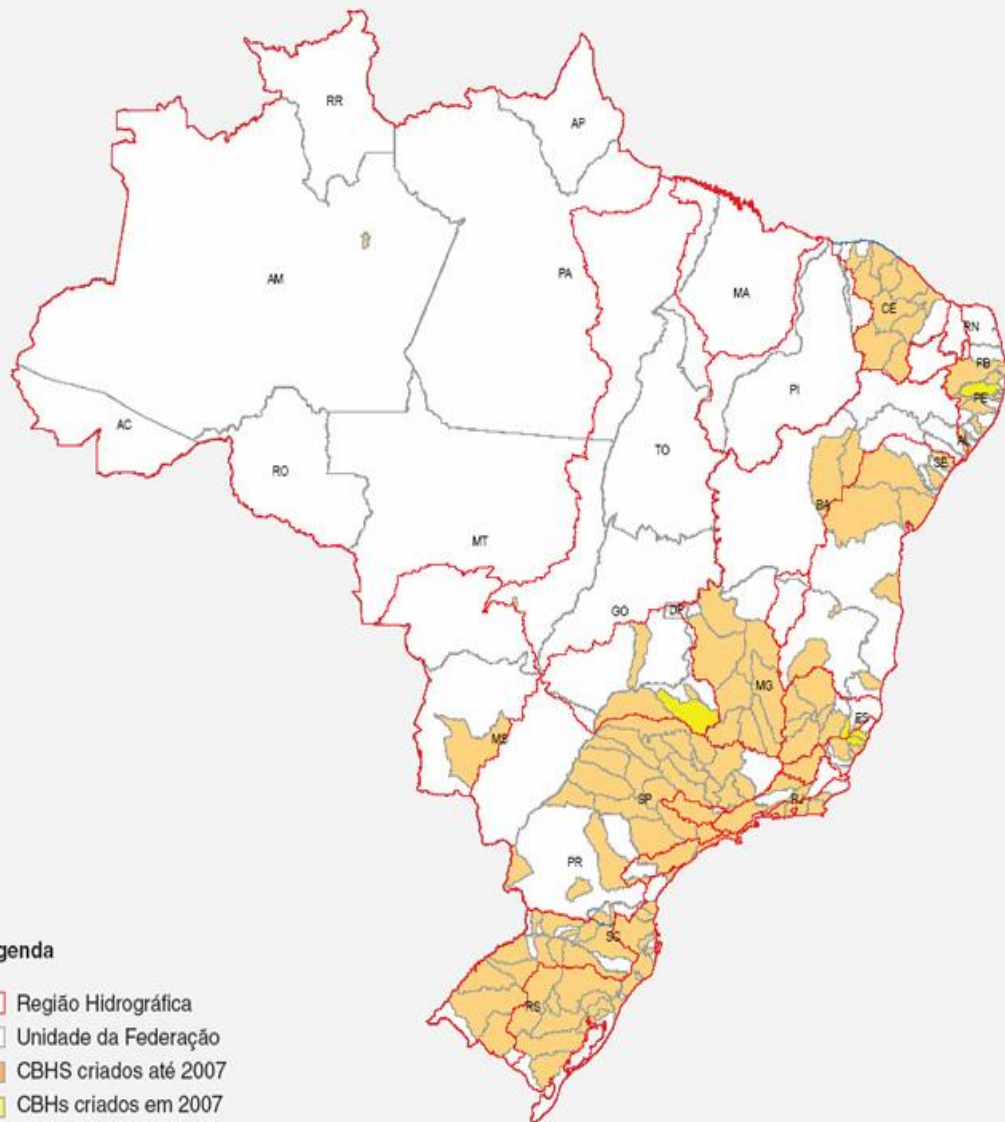 RR
AP
AM
PA
MA
CE
RN
PB
PE
PI
AC
TO
AL
SE
RO
BA
MT
GO
DF
MG
ES
MS
SP
RJ
PR
SC
RS
genda
Região Hidrográfica
Unidade da Federação
CBHS criados até 2007
CBHs criados em 2007